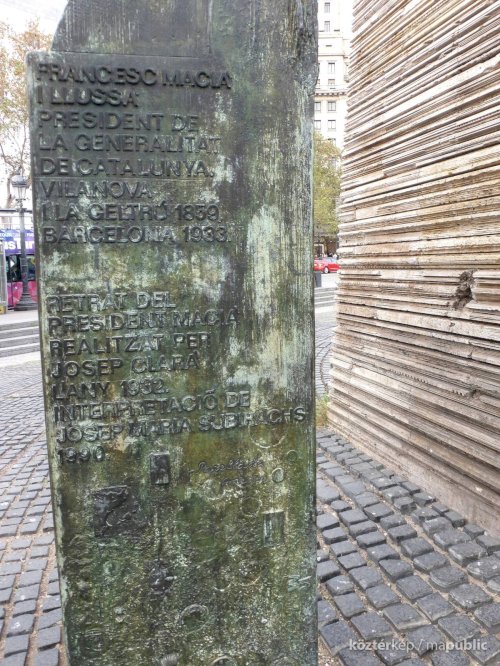 FRANCESC MACIÀ
I LLUSSÀ
PRESIDENT DE
LA GENERALITAT
DE CATALUNYA.
VILANOVA
I LA GELTRÚ 1859.
BARCELONA 1933.
RETRAT DEL
PRESIDENT MACIÀ
REALITZAT PER
JOSEP CLARÀ
L'ANY 1932.
INTERPRETACIÓ DE
JOSEP MARIA SUBIRACHS
1990.
köztérkép / mapublic